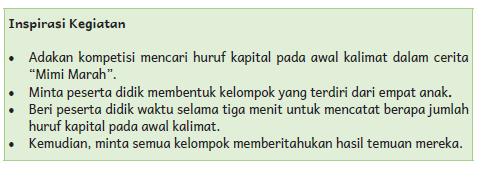 Inspirasi Kegiatan
• Adakan kompetisi mencari huruf kapital pada awal kalimat dalam cerita
“Mimi Marah”.
• Minta peserta didik membentuk kelompok yang terdiri dari empat anak.
• Beri peserta didik waktu selama tiga menit untuk mencatat berapa jumlah
huruf kapital pada awal kalimat.
• Kemudian, minta semua kelompok memberitahukan hasil temuan mereka.